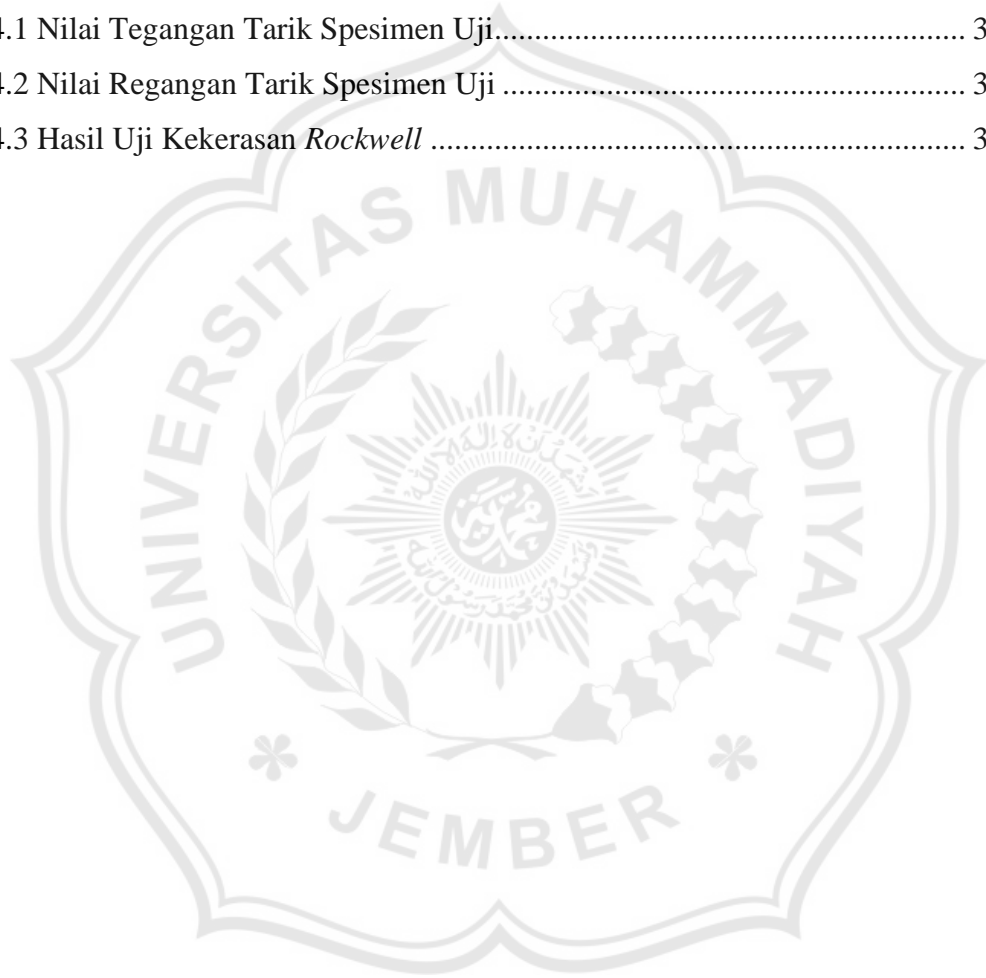 4.1 Nilai Tegangan Tarik Spesimen Uji.......................................................... 3
4.2 Nilai Regangan Tarik Spesimen Uji ......................................................... 3
4.3 Hasil Uji Kekerasan Rockwell .................................................................. 3
UNIVERSITAS MUHAMMADIYAH
JEMBER